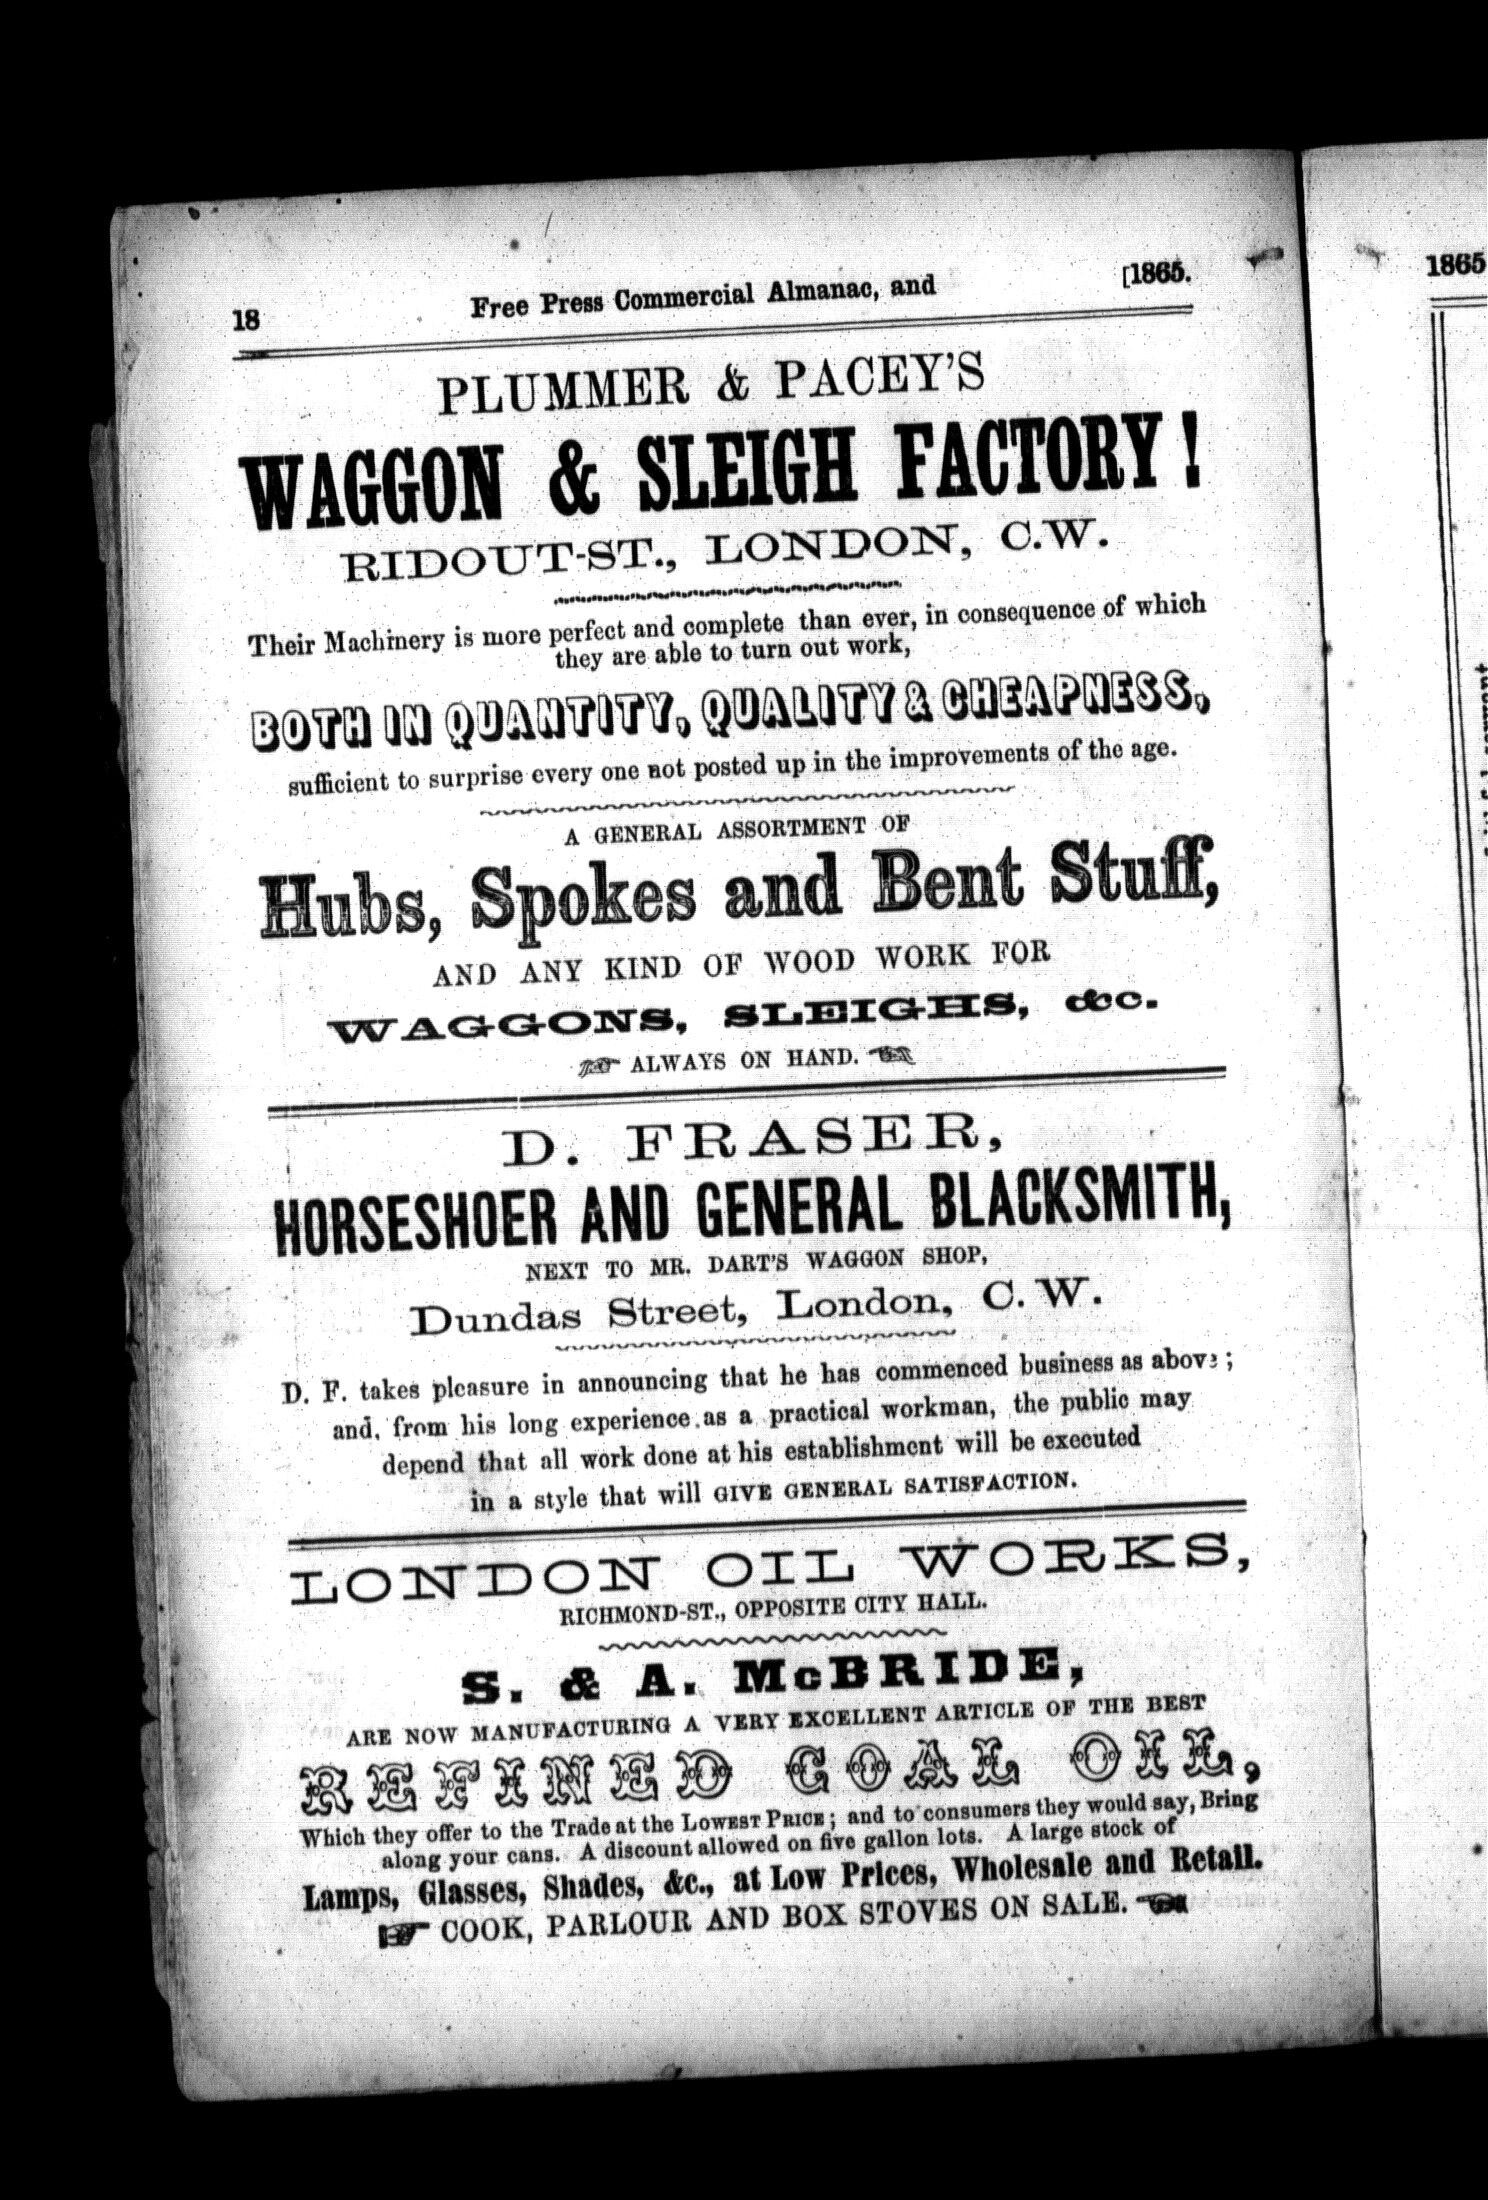 18 Free Press Commercial Almanac, and [1865.
PLUMMER & PACEY'S
WAGGON & SLEIGH FACTORY!
RIDOUT-ST., LONDON, C.W.
Their Machinery is more perfect and complete than ever, in consequence of which
they are able to turn out work,
BOTH IN QUANTITY, QUALITY & CHEAPNESS,
sufficient to surprise every one not posted up in the improvements of the age.
A GENERAL ASSORTMENT OF
Hubs, Spokes and Bent Stuff,
AND ANY KIND OF WOOD WORK FOR
WAGGONS, SLEIGHS, &c.
☞ ALWAYS ON HAND. ☜
D. FRASER,
HORSESHOER AND GENERAL BLACKSMITH,
NEXT TO MR. DART'S WAGGON SHOP,
Dundas Street, London, C. W.
D. F. takes pleasure in announcing that he has commenced business as above;
and, from his long experience as a practical workman, the public may
depend that all work done at his establishment will be executed
in a style that will GIVE GENERAL SATISFACTION.
LONDON OIL WORKS,
RICHMOND-ST., OPPOSITE CITY HALL.
S. & A. McBRIDE,
ARE NOW MANUFACTURING A VERY EXCELLENT ARTICLE OF THE BEST
REFINED COAL OIL,
Which they offer to the Trade at the LOWEST PRICE; and to consumers they would say, Bring
along your cans. A discount allowed on five gallon lots. A large stock of
Lamps, Glasses, Shades, &c., at Low Prices, Wholesale and Retail.
☞ COOK, PARLOUR AND BOX STOVES ON SALE. ☜
1865